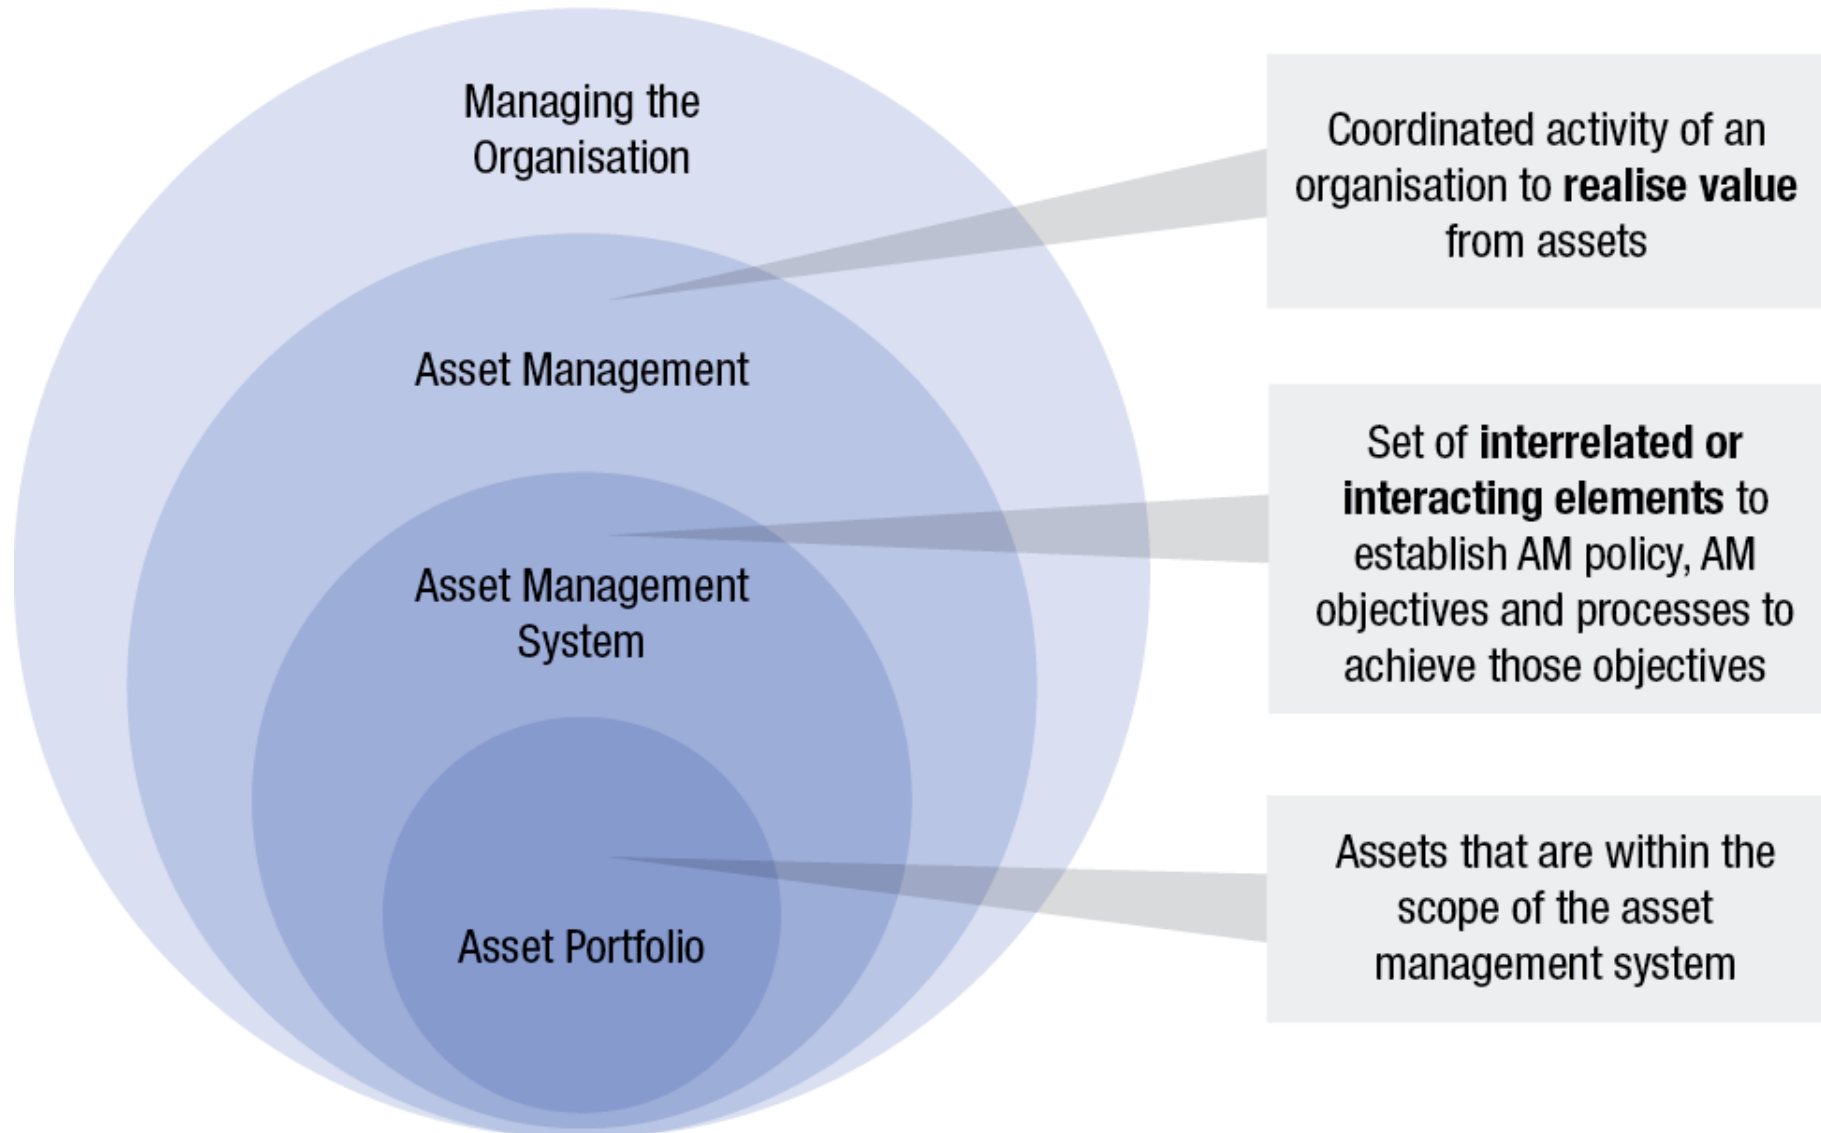 Managing the
Organisation
Asset Management
Asset Management
System
Asset Portfolio
Coordinated activity of an
organisation to realise value
from assets
Set of interrelated or
interacting elements to
establish AM policy, AM
objectives and processes to
achieve those objectives
Assets that are within the
scope of the asset
management system